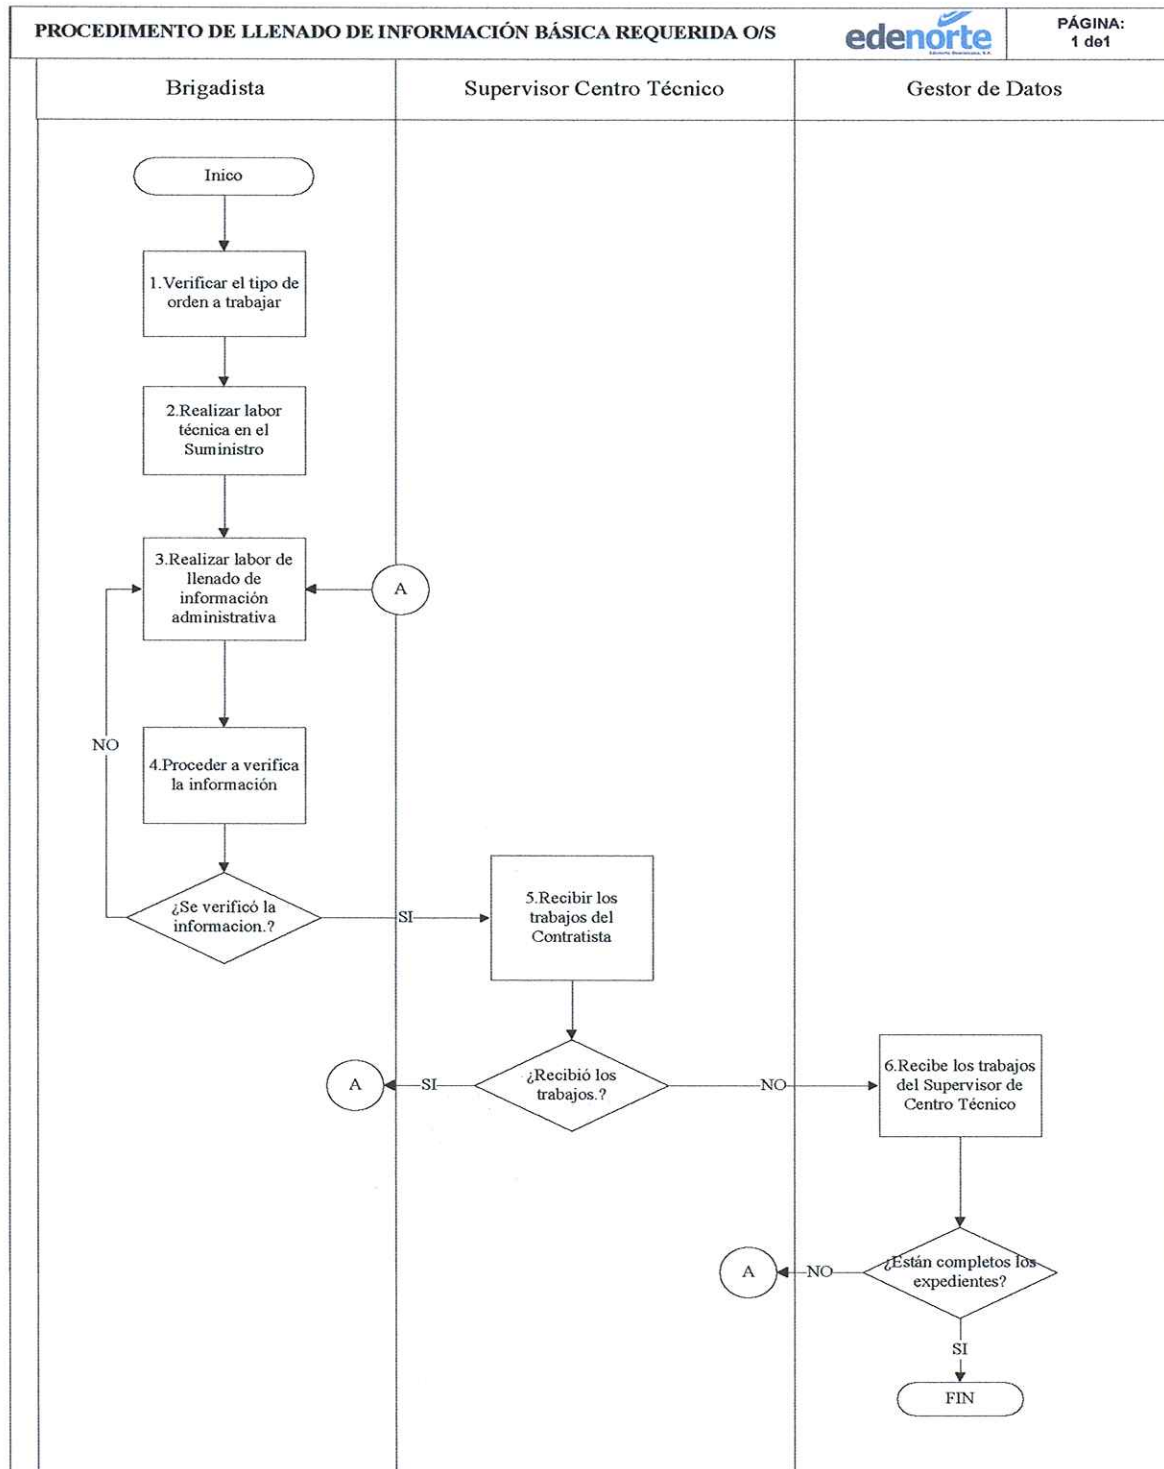 PROCEDIMENTO DE LLENADO DE INFORMACIÓN BÁSICA REQUERIDA O/S
edenorte
Edenorte Dominicana, S.A.
PÁGINA:
1 de1
Brigadista
Supervisor Centro Técnico
Gestor de Datos
Inico
1.Verificar el tipo de
orden a trabajar
2.Realizar labor
técnica en el
Suministro
3.Realizar labor de
llenado de
información
administrativa
A
NO
4.Proceder a verifica
la información
¿Se verificó la
informacion.?
SI
5.Recibir los
trabajos del
Contratista
A
SI
¿Recibió los
trabajos.?
NO
6.Recibe los trabajos
del Supervisor de
Centro Técnico
A
NO
¿Están completos los
expedientes?
SI
FIN